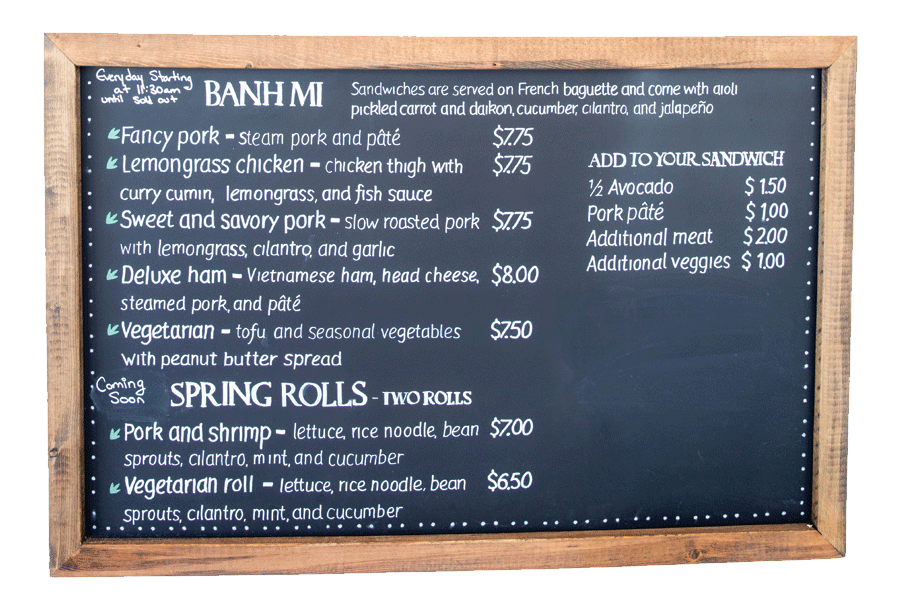 Everyday Starting
at 11:30am
until sold out
BANH MI
Sandwiches are served on French baguette and come with aioli
pickled carrot and daikon, cucumber, cilantro, and jalapeño
Fancy pork - steam pork and pâté $7.75
Lemongrass chicken - chicken thigh with $7.75
curry cumin, lemongrass, and fish sauce
Sweet and savory pork - slow roasted pork $7.75
with lemongrass, cilantro, and garlic
Deluxe ham - Vietnamese ham, head cheese, $8.00
steamed pork, and pâté
Vegetarian - tofu, and seasonal vegetables $7.50
with peanut butter spread
ADD TO YOUR SANDWICH
½ Avocado $1.50
Pork pâté $1.00
Additional meat $2.00
Additional veggies $1.00
Coming
Soon
SPRING ROLLS - TWO ROLLS
Pork and shrimp - lettuce, rice noodle, bean $7.00
sprouts, cilantro, mint, and cucumber
Vegetarian roll - lettuce, rice noodle, bean $6.50
sprouts, cilantro, mint, and cucumber